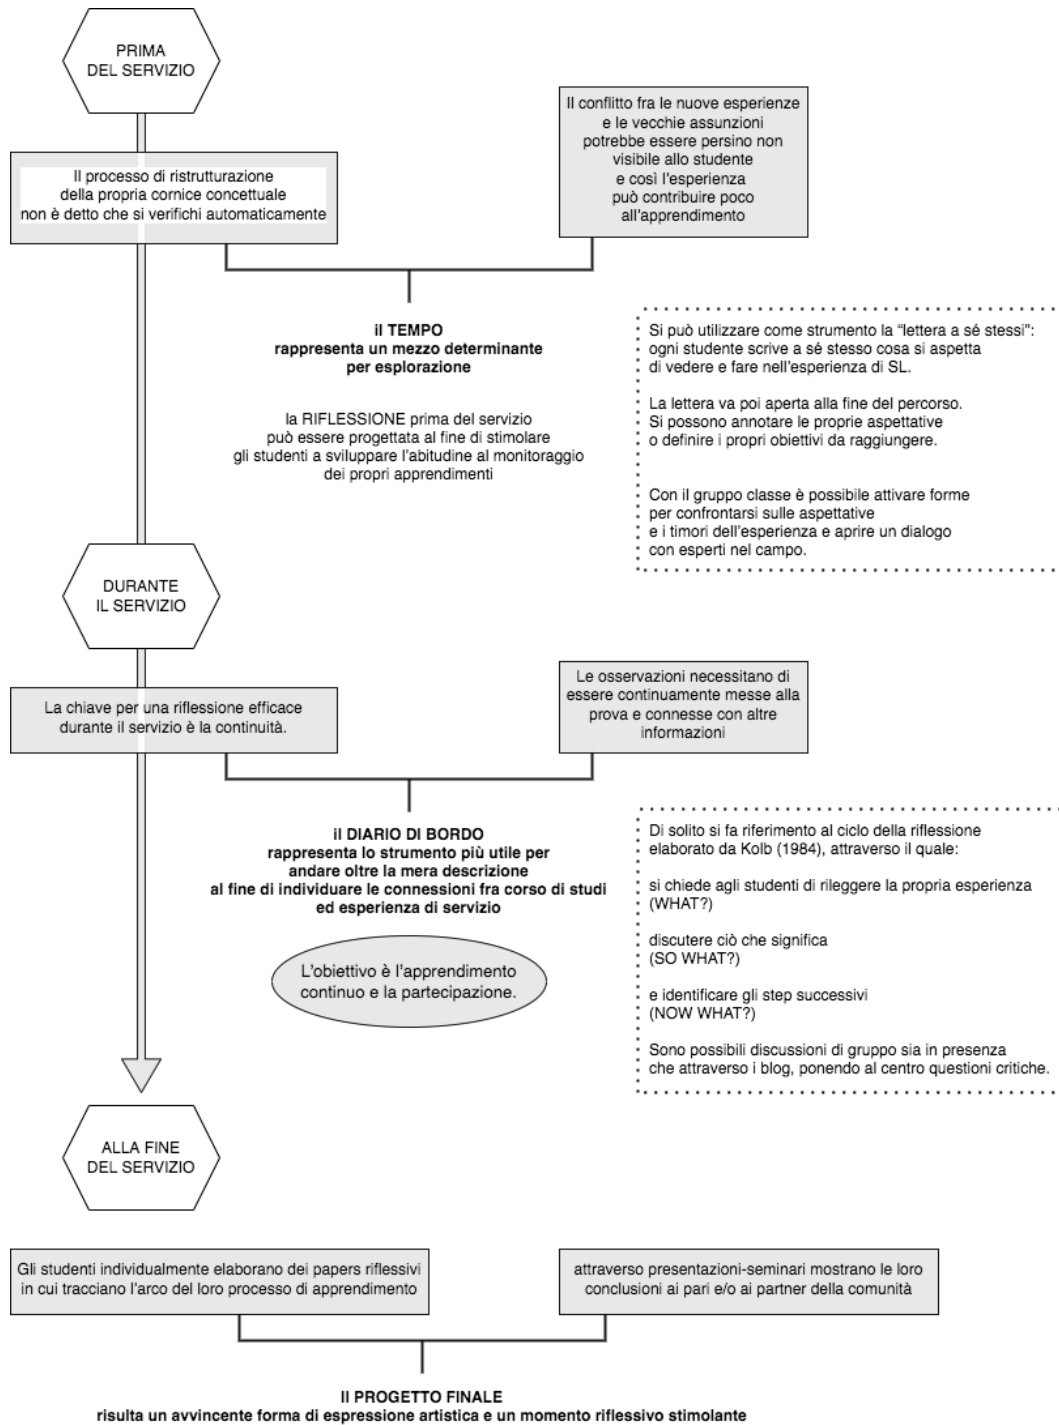 PRIMA
DEL SERVIZIO
Il processo di ristrutturazione
della propria cornice concettuale
non è detto che si verifichi automaticamente
Il conflitto fra le nuove esperienze
e le vecchie assunzioni
potrebbe essere persino non
visibile allo studente
e così l'esperienza
può contribuire poco
all'apprendimento
il TEMPO
rappresenta un mezzo determinante
per esplorazione
la RIFLESSIONE prima del servizio
può essere progettata al fine di stimolare
gli studenti a sviluppare l'abitudine al monitoraggio
dei propri apprendimenti
Si può utilizzare come strumento la “lettera a sé stessi”:
ogni studente scrive a sé stesso cosa si aspetta
di vedere e fare nell'esperienza di SL.
La lettera va poi aperta alla fine del percorso.
Si possono annotare le proprie aspettative
o definire i propri obiettivi da raggiungere.
Con il gruppo classe è possibile attivare forme
per confrontarsi sulle aspettative
e i timori dell'esperienza e aprire un dialogo
con esperti nel campo.
DURANTE
IL SERVIZIO
La chiave per una riflessione efficace
durante il servizio è la continuità.
Le osservazioni necessitano di
essere continuamente messe alla
prova e connesse con altre
informazioni
il DIARIO DI BORDO
rappresenta lo strumento più utile per
andare oltre la mera descrizione
al fine di individuare le connessioni fra corso di studi
ed esperienza di servizio
L'obiettivo è l'apprendimento
continuo e la partecipazione.
Di solito si fa riferimento al ciclo della riflessione
elaborato da Kolb (1984), attraverso il quale:
si chiede agli studenti di rileggere la propria esperienza
(WHAT?)
discutere ciò che significa
(SO WHAT?)
e identificare gli step successivi
(NOW WHAT?)
Sono possibili discussioni di gruppo sia in presenza
che attraverso i blog, ponendo al centro questioni critiche.
ALLA FINE
DEL SERVIZIO
Gli studenti individualmente elaborano dei papers riflessivi
in cui tracciano l'arco del loro processo di apprendimento
attraverso presentazioni-seminari mostrano le loro
conclusioni ai pari e/o ai partner della comunità
Il PROGETTO FINALE
risulta un avvincente forma di espressione artistica e un momento riflessivo stimolante